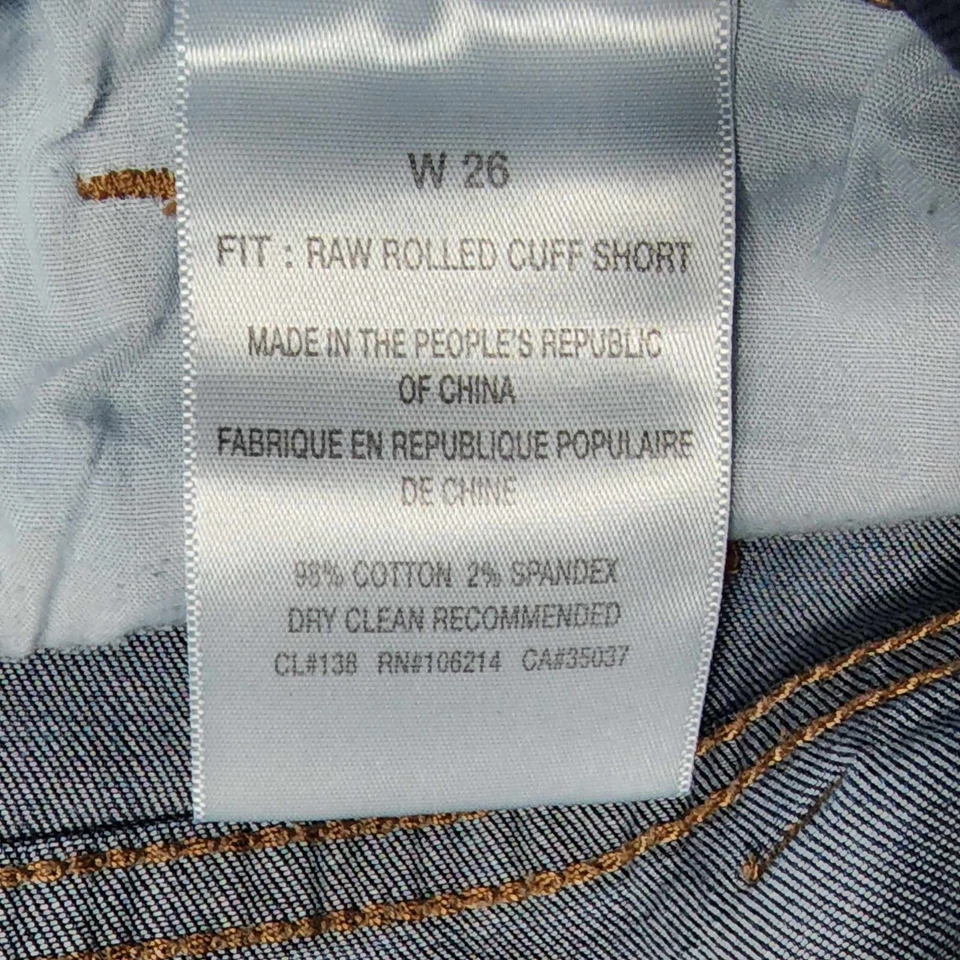 W 26
FIT : RAW ROLLED CUFF SHORT
MADE IN THE PEOPLE'S REPUBLIC
OF CHINA
FABRIQUE EN REPUBLIQUE POPULAIRE
DE CHINE
98% COTTON 2% SPANDEX
DRY CLEAN RECOMMENDED
CL#138 RN#106214 CA#35037